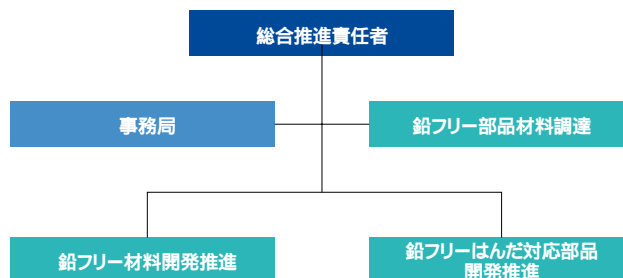 総合推進責任者
事務局
鉛フリー部品材料調達
鉛フリー材料開発推進
鉛フリーはんだ対応部品
開発推進